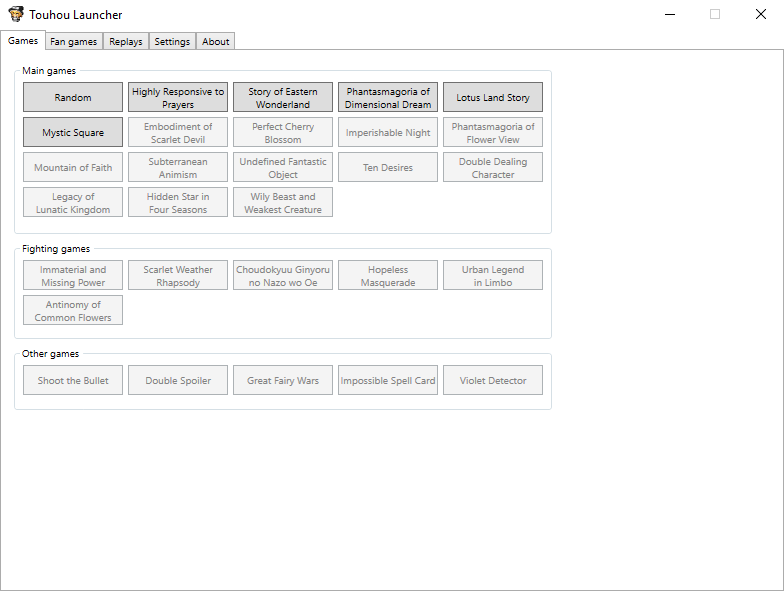 Touhou Launcher
Games Fan games Replays Settings About
Main games
Random
Highly Responsive to
Prayers
Story of Eastern
Wonderland
Phantasmagoria of
Dimensional Dream
Lotus Land Story
Mystic Square
Embodiment of
Scarlet Devil
Perfect Cherry
Blossom
Imperishable Night
Phantasmagoria of
Flower View
Mountain of Faith
Subterranean
Animism
Undefined Fantastic
Object
Ten Desires
Double Dealing
Character
Legacy of
Lunatic Kingdom
Hidden Star in
Four Seasons
Wily Beast and
Weakest Creature
Fighting games
Immaterial and
Missing Power
Scarlet Weather
Rhapsody
Choudokyuu Ginyoru
no Nazo wo Oe
Hopeless
Masquerade
Urban Legend
in Limbo
Antinomy of
Common Flowers
Other games
Shoot the Bullet
Double Spoiler
Great Fairy Wars
Impossible Spell Card
Violet Detector